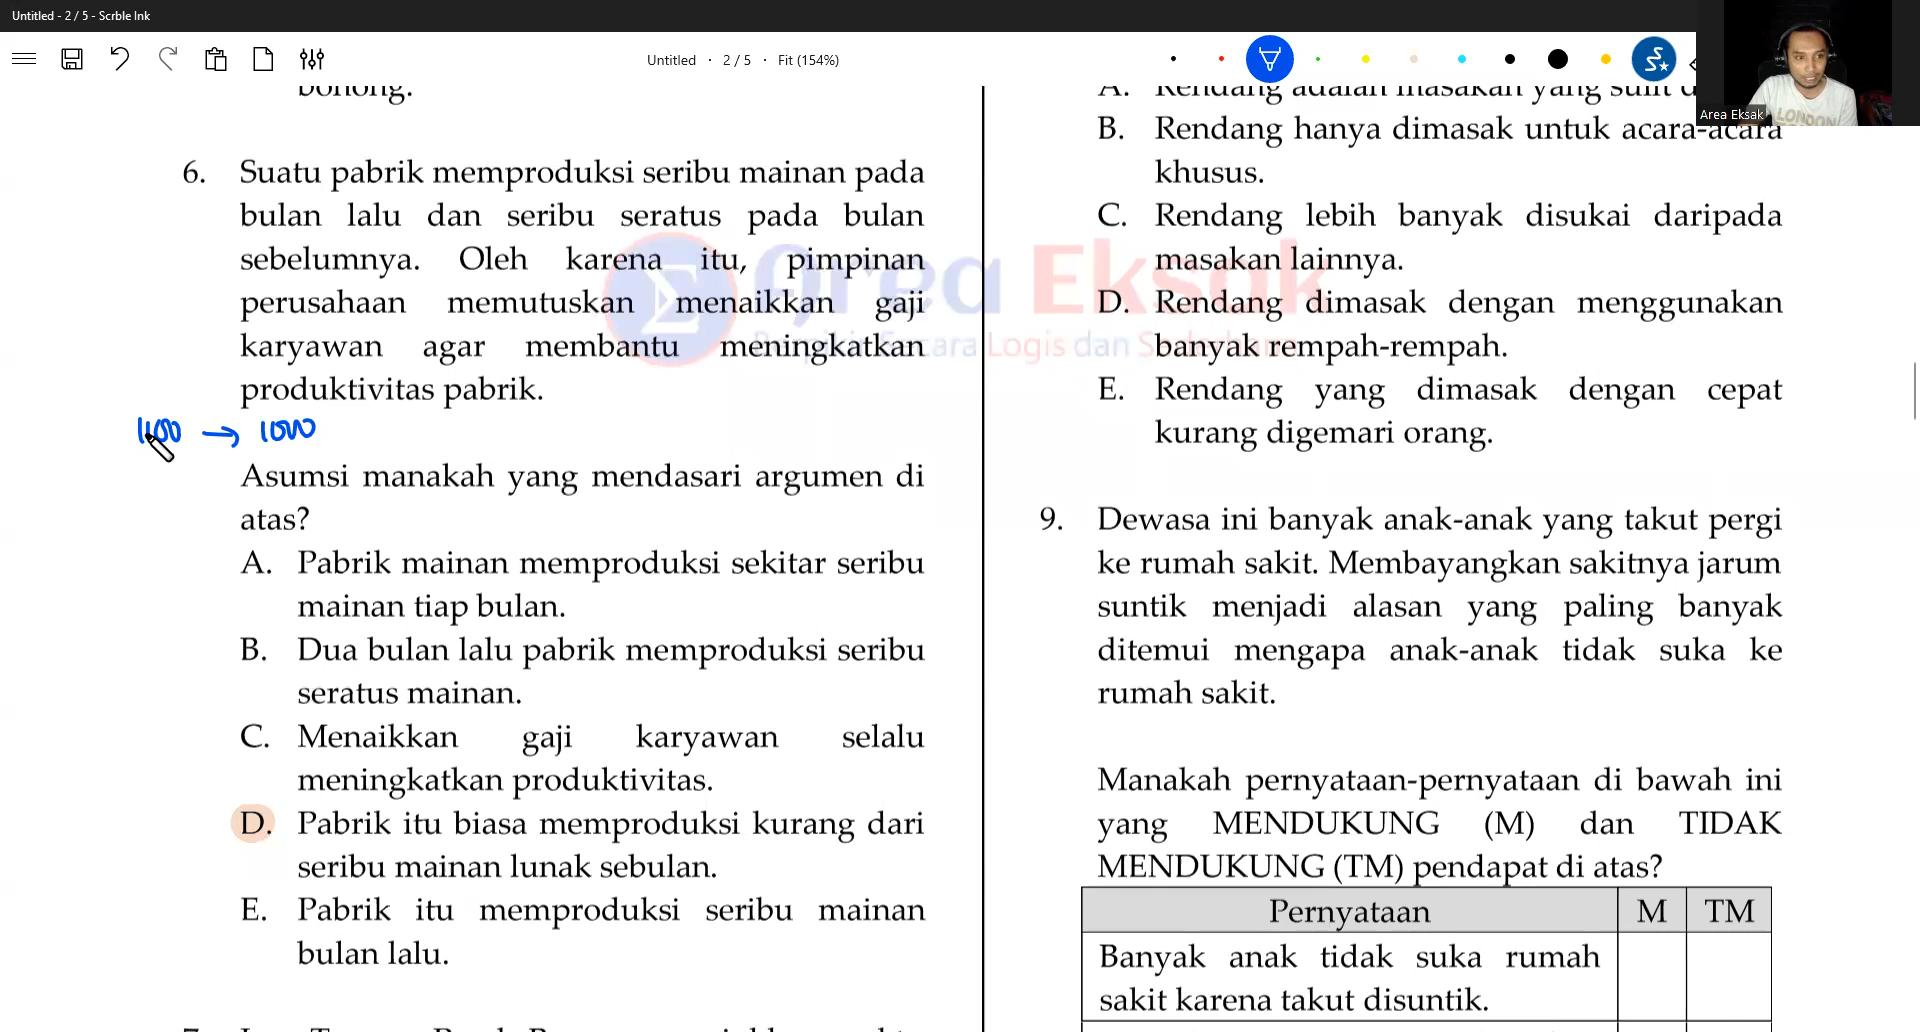 Untitled - 2 / 5 - Scrble Ink
Untitled · 2 / 5 · Fit (154%)
Area Eksak
LONDON
bohong.
6. Suatu pabrik memproduksi seribu mainan pada
bulan lalu dan seribu seratus pada bulan
sebelumnya. Oleh karena itu, pimpinan
perusahaan memutuskan menaikkan gaji
karyawan agar membantu meningkatkan
produktivitas pabrik.
1100 → 1000
Asumsi manakah yang mendasari argumen di
atas?
A. Pabrik mainan memproduksi sekitar seribu
mainan tiap bulan.
B. Dua bulan lalu pabrik memproduksi seribu
seratus mainan.
C. Menaikkan gaji karyawan selalu
meningkatkan produktivitas.
D. Pabrik itu biasa memproduksi kurang dari
seribu mainan lunak sebulan.
E. Pabrik itu memproduksi seribu mainan
bulan lalu.
A. Rendang adalah masakan yang sulit
B. Rendang hanya dimasak untuk acara-acara
khusus.
C. Rendang lebih banyak disukai daripada
masakan lainnya.
D. Rendang dimasak dengan menggunakan
banyak rempah-rempah.
E. Rendang yang dimasak dengan cepat
kurang digemari orang.
9. Dewasa ini banyak anak-anak yang takut pergi
ke rumah sakit. Membayangkan sakitnya jarum
suntik menjadi alasan yang paling banyak
ditemui mengapa anak-anak tidak suka ke
rumah sakit.
Manakah pernyataan-pernyataan di bawah ini
yang MENDUKUNG (M) dan TIDAK
MENDUKUNG (TM) pendapat di atas?
Pernyataan M TM
Banyak anak tidak suka rumah
sakit karena takut disuntik.
Area Eksak